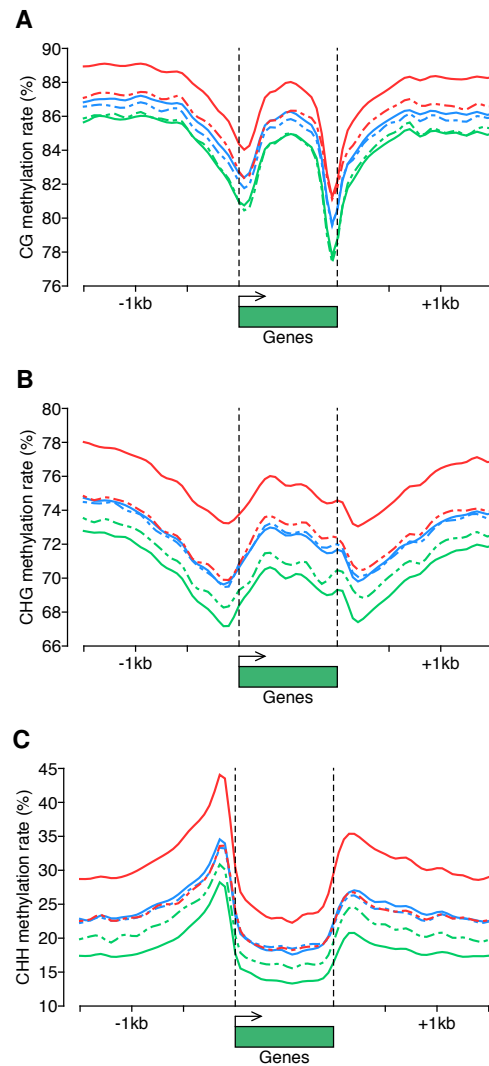 A
CG methylation rate (%)
90
88
86
84
82
80
78
76
-1kb
+1kb
Genes
B
CHG methylation rate (%)
80
78
76
74
72
70
68
66
-1kb
+1kb
Genes
C
CHH methylation rate (%)
45
40
35
30
25
20
15
10
-1kb
+1kb
Genes